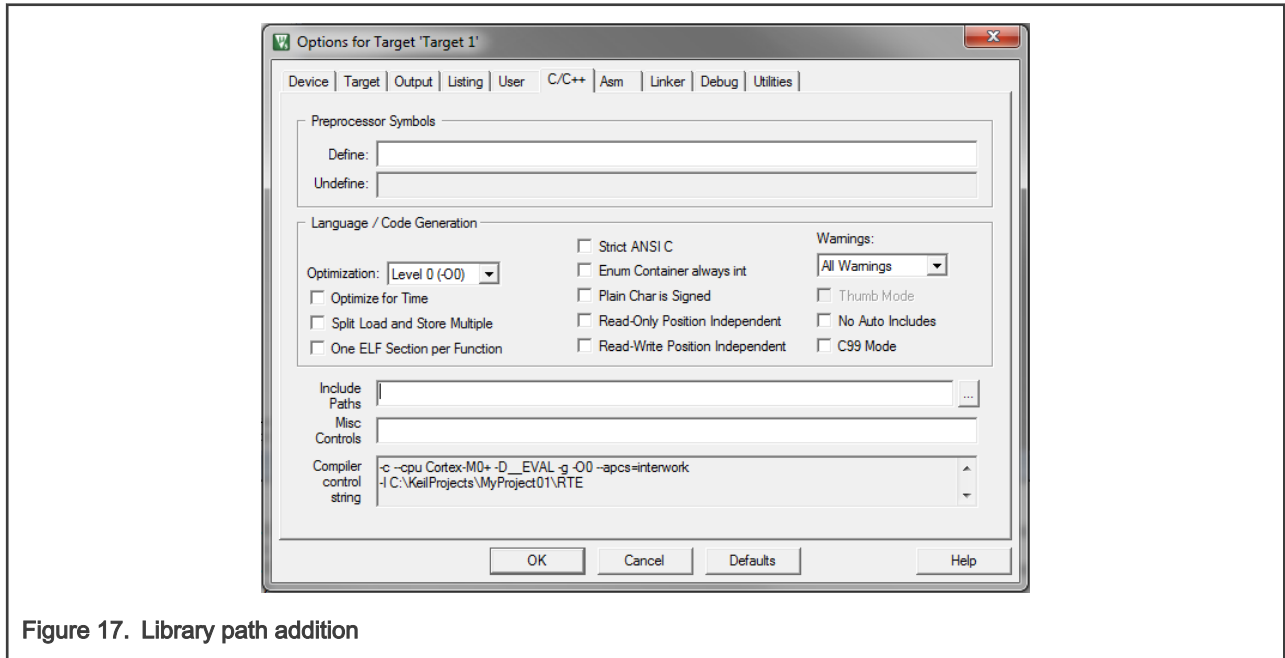 Options for Target 'Target 1'
Device Target Output Listing User C/C++ Asm Linker Debug Utilities
Preprocessor Symbols
Define:
Undefine:
Language / Code Generation
Optimization: Level 0 (-O0)
Optimize for Time
Split Load and Store Multiple
One ELF Section per Function
Strict ANSI C
Enum Container always int
Plain Char is Signed
Read-Only Position Independent
Read-Write Position Independent
Warnings:
All Warnings
Thumb Mode
No Auto Includes
C99 Mode
Include
Paths
...
Misc
Controls
Compiler
control
string
-c --cpu Cortex-M0+ -D__EVAL -g -O0 --apcs=interwork
-I C:\KeilProjects\MyProject01\RTE
OK Cancel Defaults Help
Figure 17. Library path addition